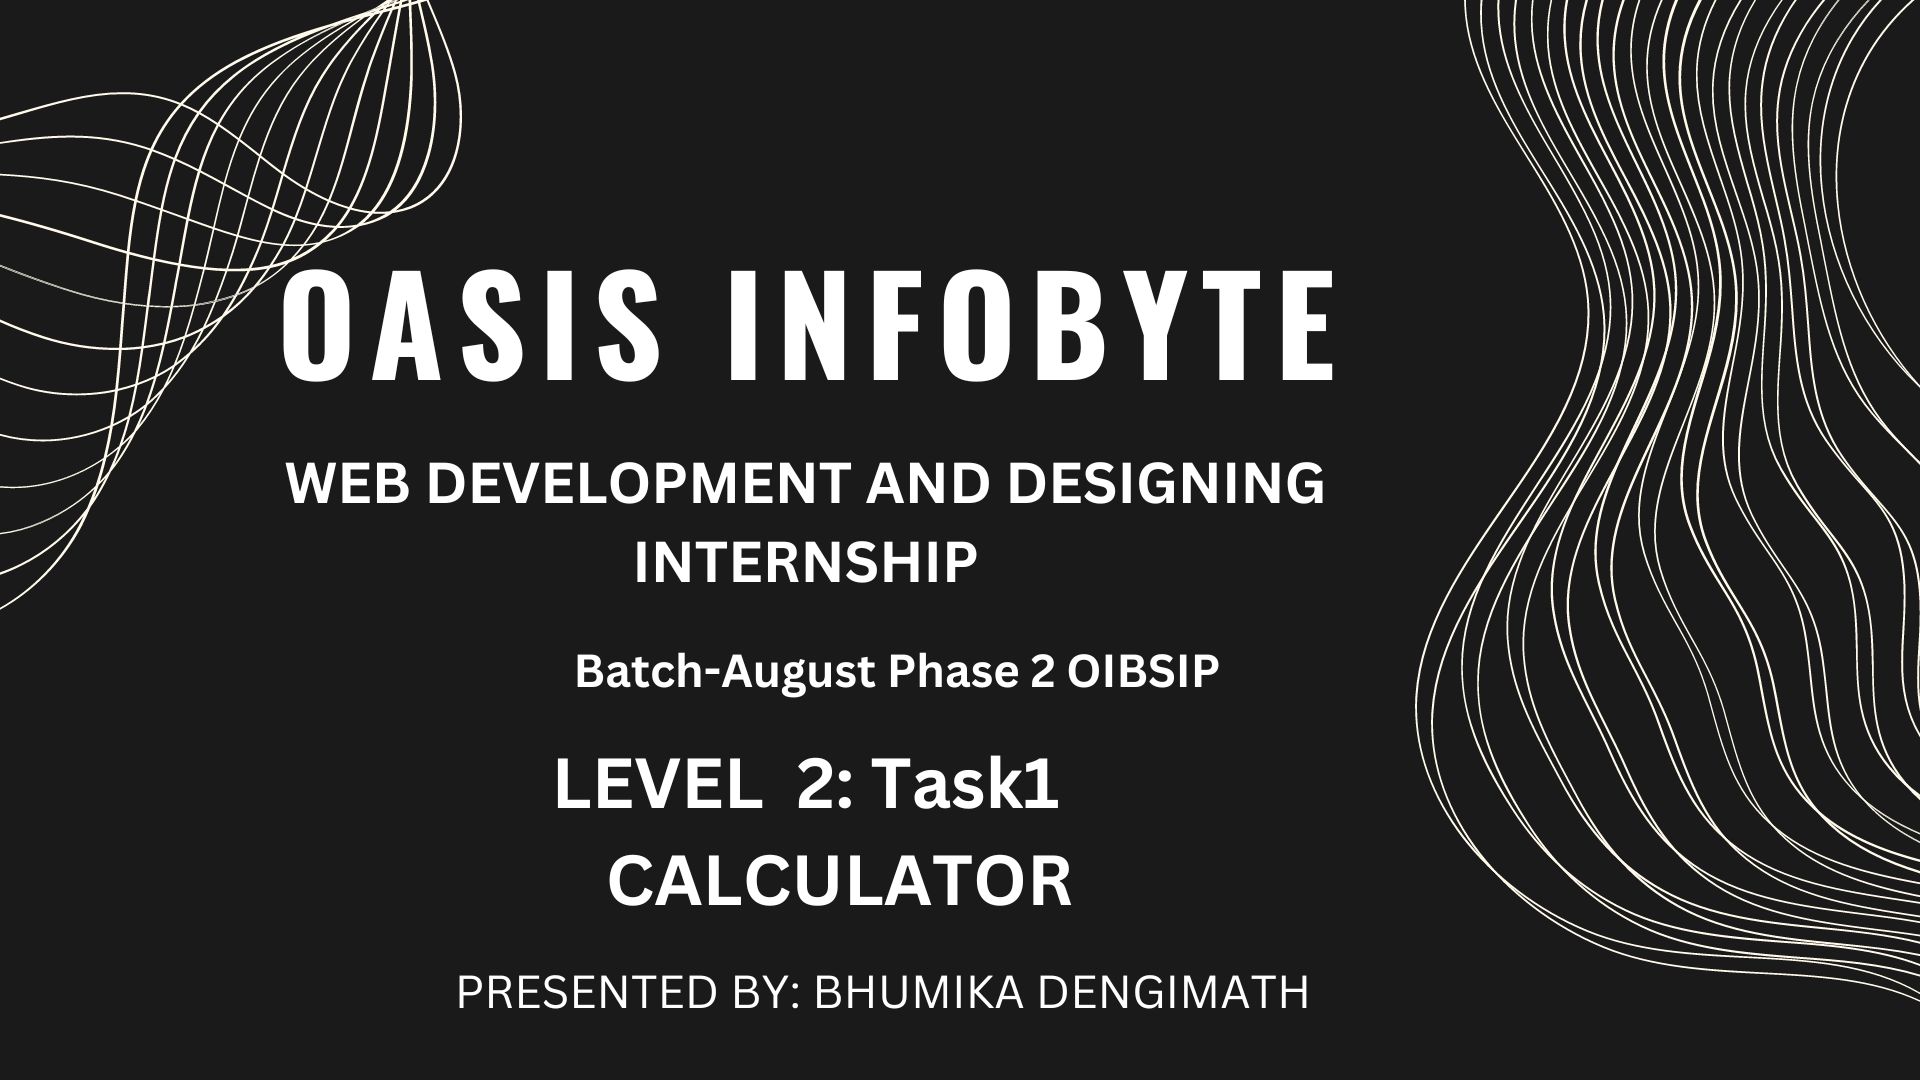 OASIS INFOBYTE
WEB DEVELOPMENT AND DESIGNING
INTERNSHIP
Batch-August Phase 2 OIBSIP
LEVEL 2: Task1
CALCULATOR
PRESENTED BY: BHUMIKA DENGIMATH